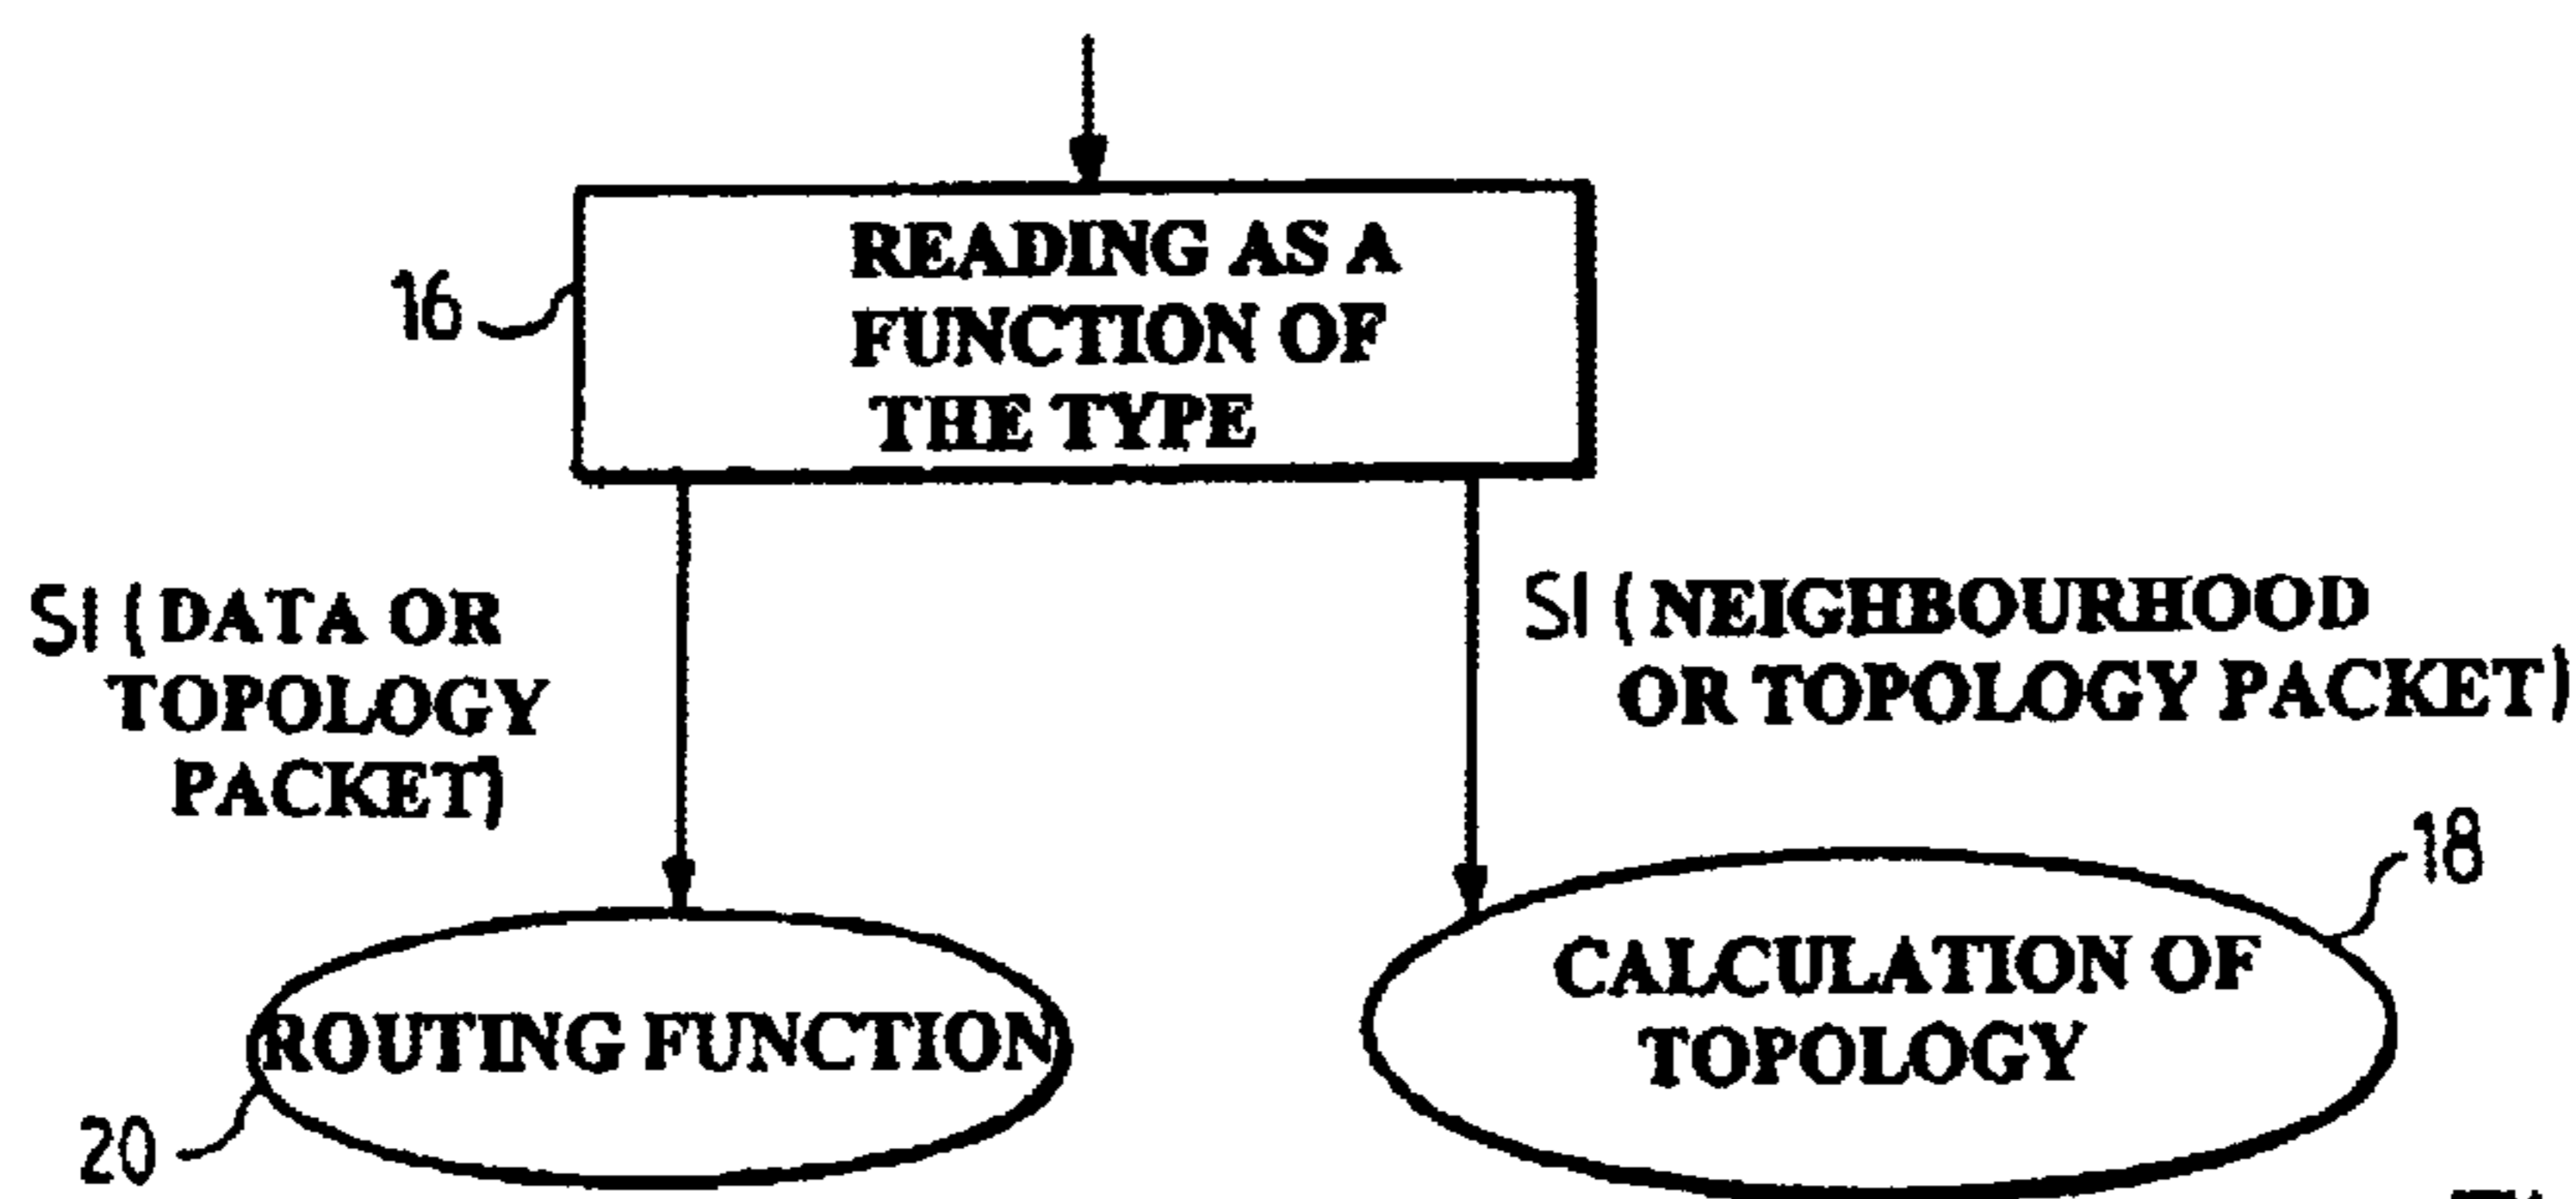 READING AS A
FUNCTION OF
THE TYPE
16
SI (DATA OR
TOPOLOGY
PACKET)
SI (NEIGHBOURHOOD
OR TOPOLOGY PACKET)
18
CALCULATION OF
TOPOLOGY
ROUTING FUNCTION
20